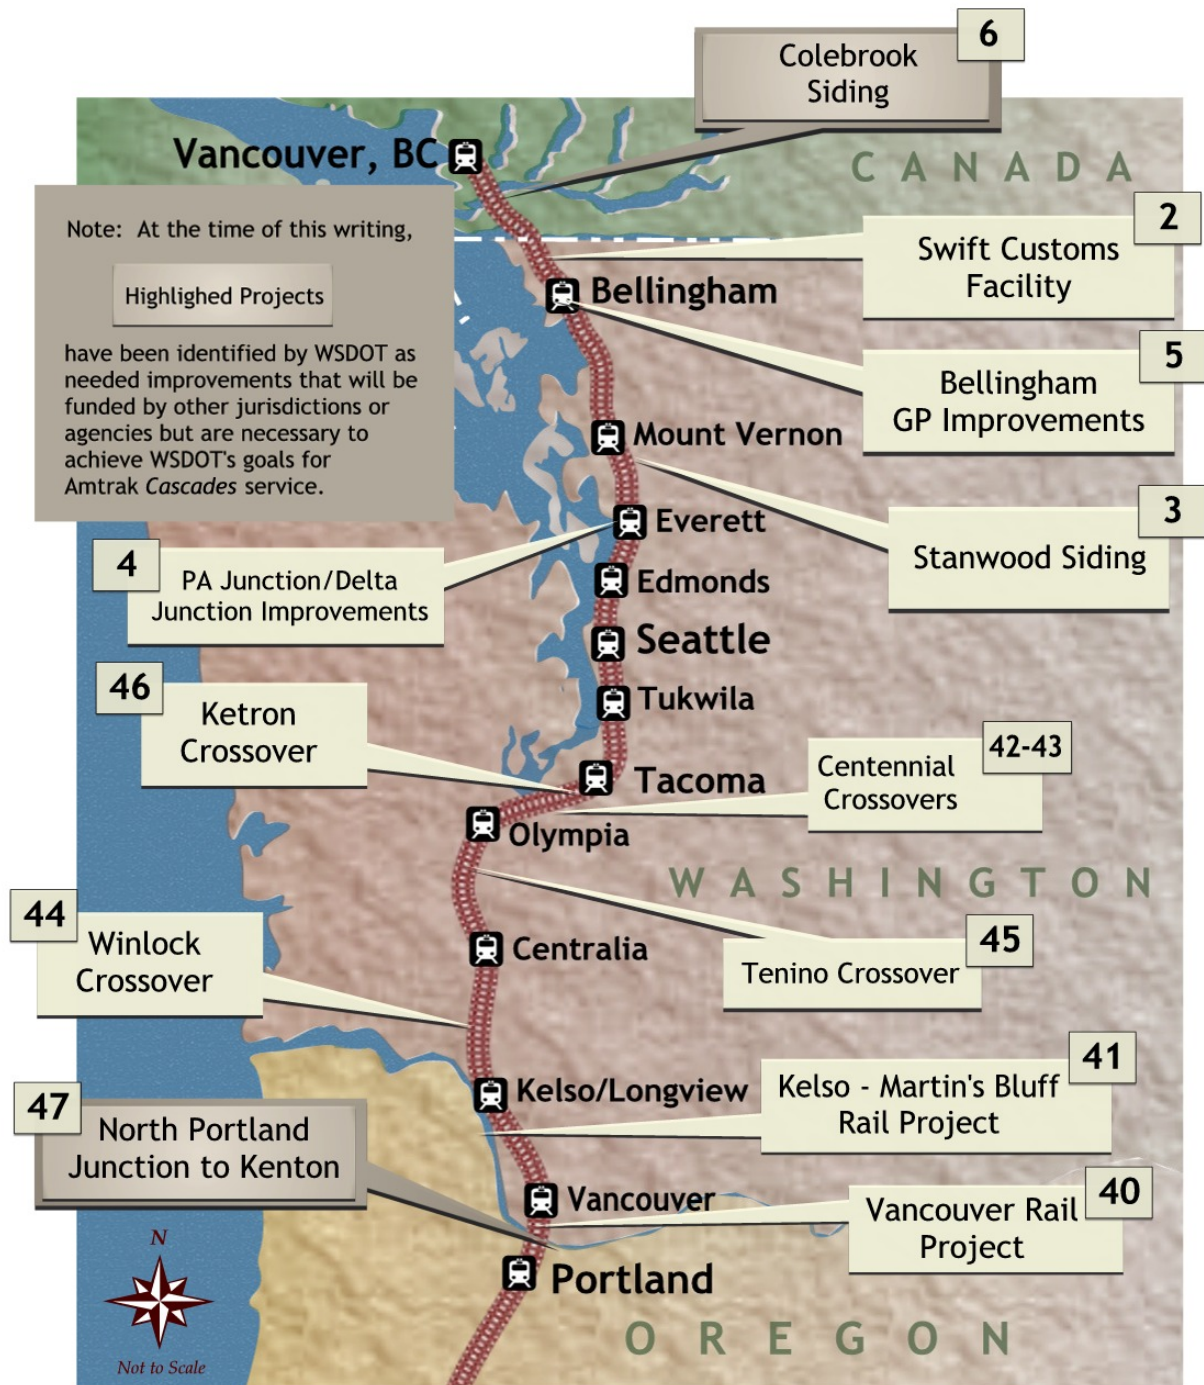 6
Colebrook
Siding
Vancouver, BC
CANADA
Note: At the time of this writing,
Highlighed Projects
have been identified by WSDOT as
needed improvements that will be
funded by other jurisdictions or
agencies but are necessary to
achieve WSDOT's goals for
Amtrak Cascades service.
2
Swift Customs
Facility
Bellingham
5
Bellingham
GP Improvements
Mount Vernon
3
Stanwood Siding
Everett
4
PA Junction/Delta
Junction Improvements
Edmonds
Seattle
46
Ketron
Crossover
Tukwila
42-43
Centennial
Crossovers
Tacoma
Olympia
WASHINGTON
44
Winlock
Crossover
Centralia
45
Tenino Crossover
41
Kelso - Martin's Bluff
Rail Project
Kelso/Longview
47
North Portland
Junction to Kenton
Vancouver
40
Vancouver Rail
Project
N
Portland
OREGON
Not to Scale